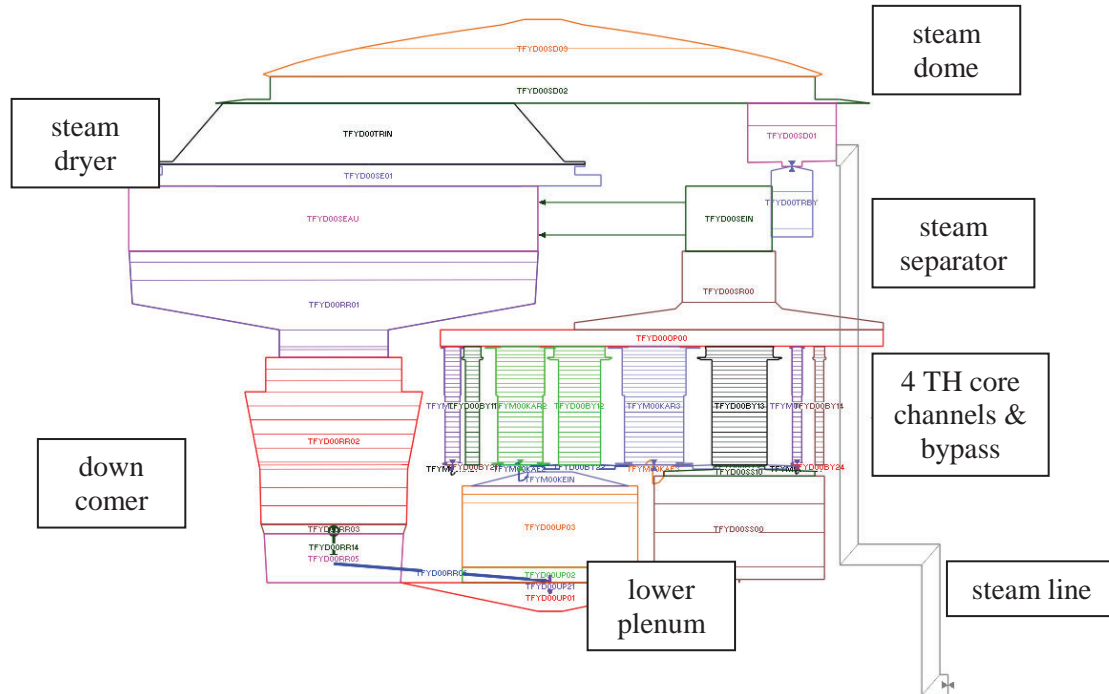 TFYD00SD03
steam
dome
TFYD00SD02
steam
dryer
TFYD00TRIN
TFYD00SD01
TFYD00SE01
TFYD00TRBY
TFYD00SEAU
TFYD00SEIN
steam
separator
TFYD00SR00
TFYD00RR01
TFYD00OP00
4 TH core
channels &
bypass
TFYD00BY11
TFYM00KAR2
TFYD00BY12
TFYM00KAR3
TFYD00BY13
TFYD00BY14
TFYD00RR02
down
comer
TFYD00BY22
TFYD00BY24
TFYD00SS10
TFYM00KEIN
TFYD00RR03
TFYD00UP03
TFYD00SS00
TFYD00RR14
TFYD00RR05
TFYD00UP02
TFYD00UP21
TFYD00UP01
lower
plenum
steam line